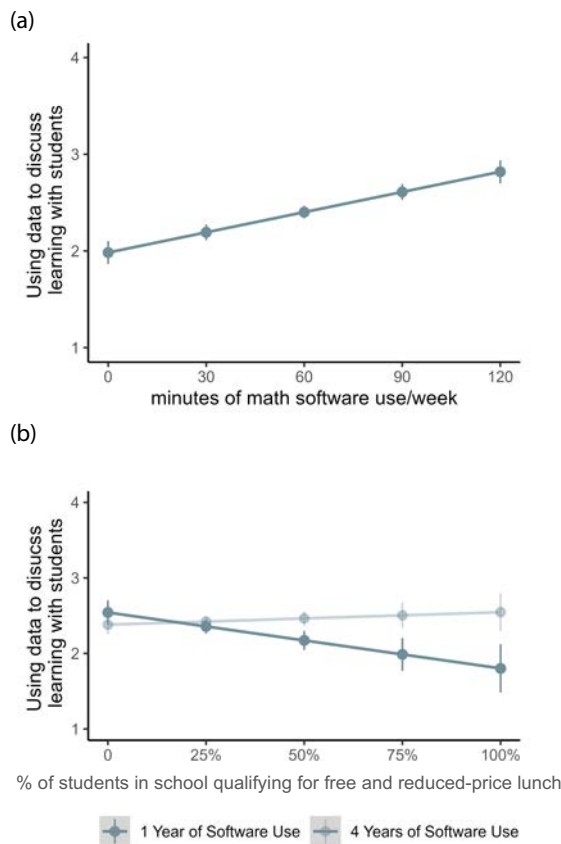 (a)
Using data to discuss
learning with students
4
3
2
1
0 30 60 90 120
minutes of math software use/week
(b)
Using data to disucss
learning with students
4
3
2
1
0 25% 50% 75% 100%
% of students in school qualifying for free and reduced-price lunch
1 Year of Software Use 4 Years of Software Use